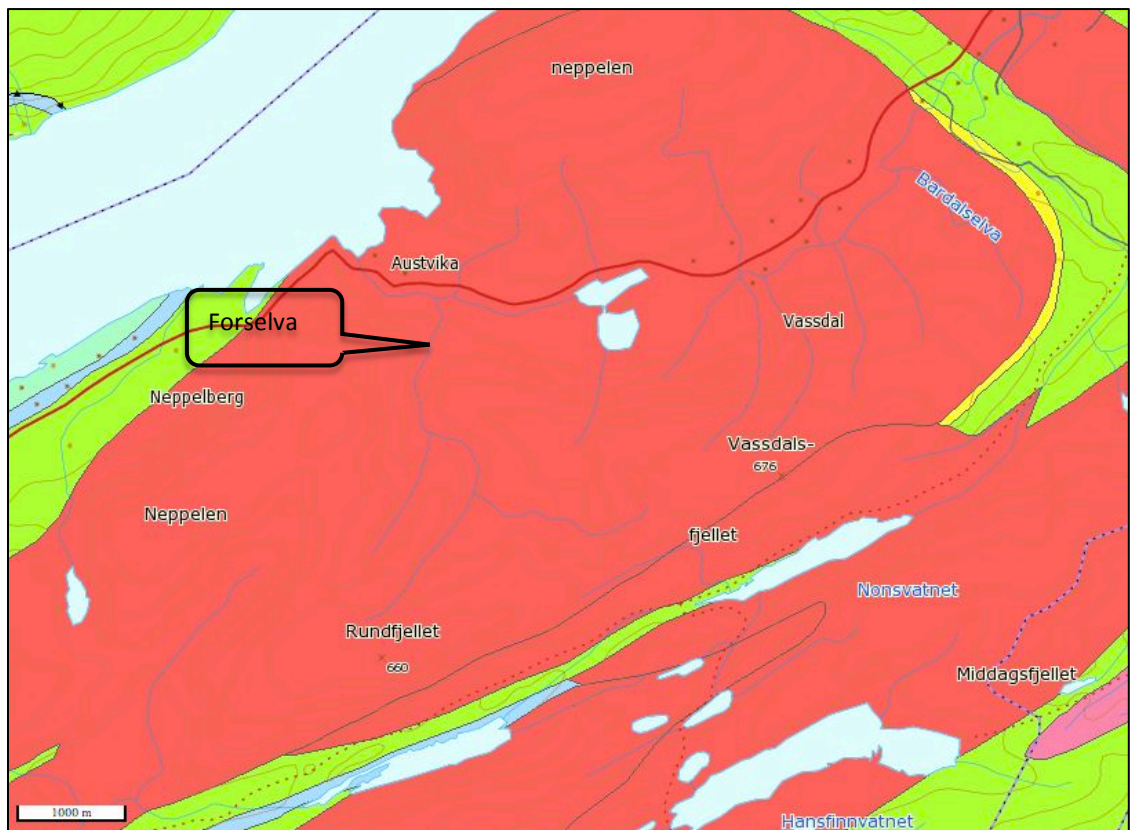 neppelen
Bardalselva
Austvika
Forselva
Vassdal
Neppelberg
Vassdals-
676
Neppelen
fjellet
Nonsvatnet
Rundfjellet
660
Middagsfjellet
1000 m
Hansfinnvatnet